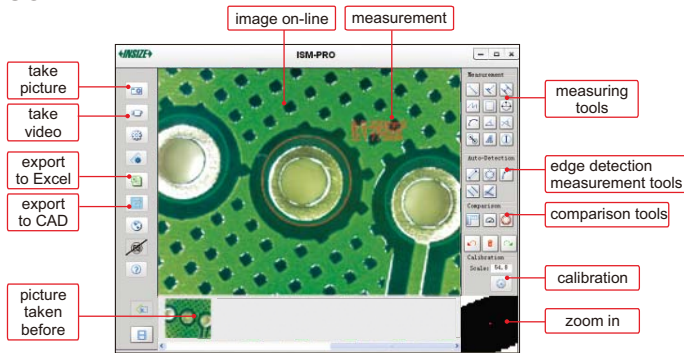 image on-line
measurement
INSIZE
ISM-PRO
take
picture
take
video
export
to Excel
export
to CAD
picture
taken
before
Measurement
measuring
tools
Auto-Detection
edge detection
measurement tools
Comparison
comparison tools
Calibration
Scale:
calibration
zoom in